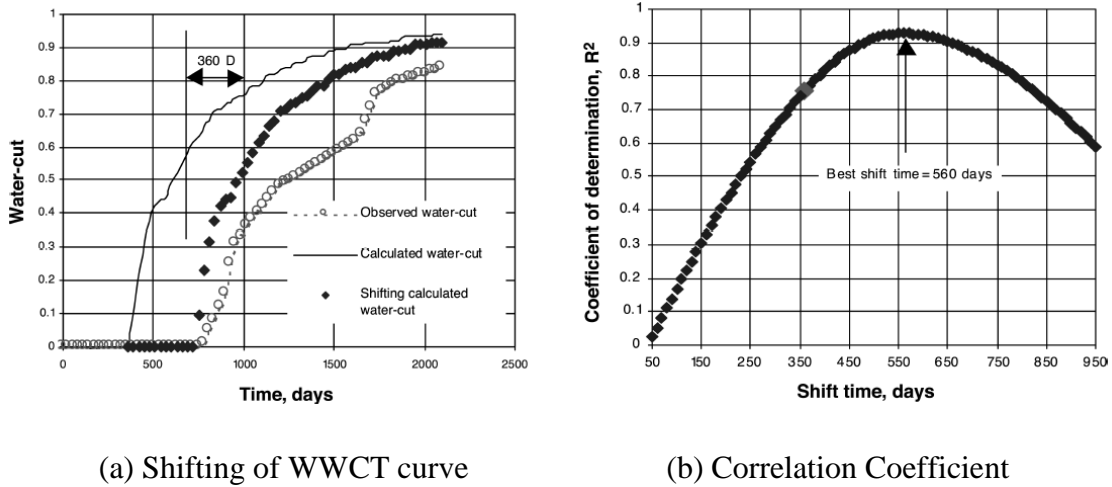 1
0.9
0.8
0.7
0.6
0.5
0.4
0.3
0.2
0.1
0
Water-cut
360 D
Observed water-cut
Calculated water-cut
Shifting calculated
water-cut
0 500 1000 1500 2000 2500
Time, days
(a) Shifting of WWCT curve
1
0.9
0.8
0.7
0.6
0.5
0.4
0.3
0.2
0.1
0
Coefficient of determination, R²
Best shift time = 560 days
50 150 250 350 450 550 650 750 850 950
Shift time, days
(b) Correlation Coefficient